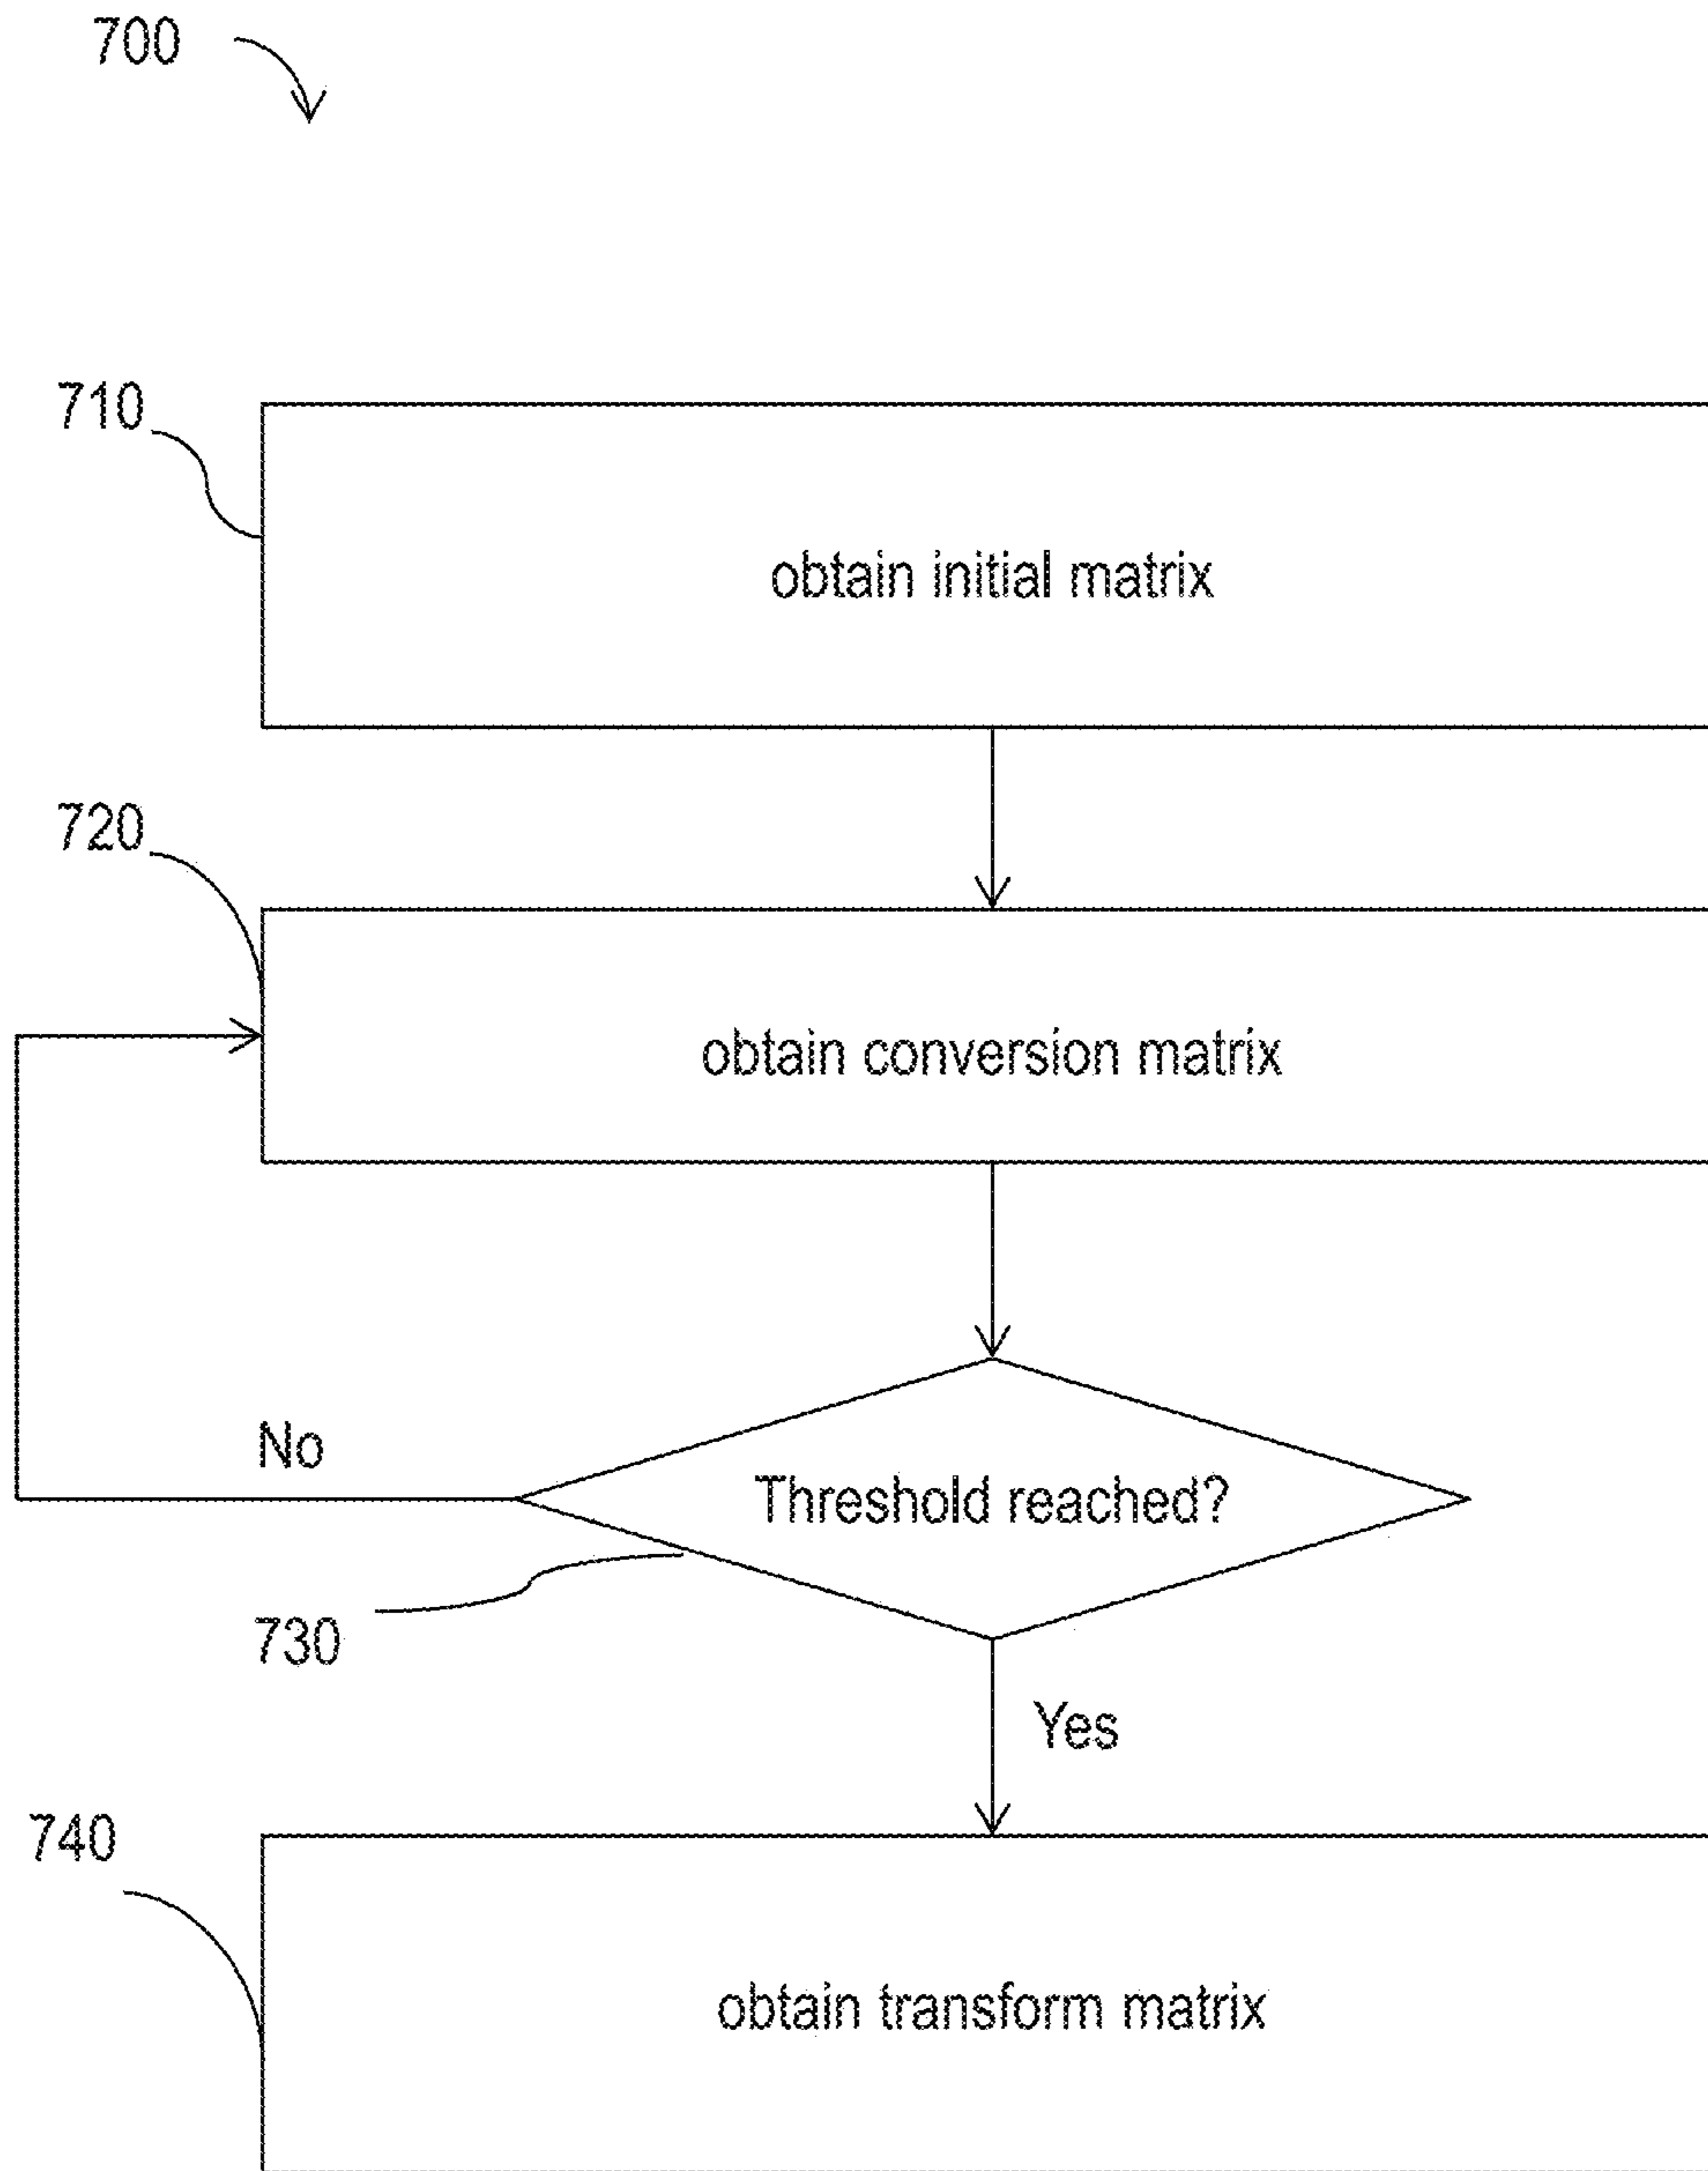 700
710
obtain initial matrix
720
obtain conversion matrix
No
Threshold reached?
730
Yes
740
obtain transform matrix